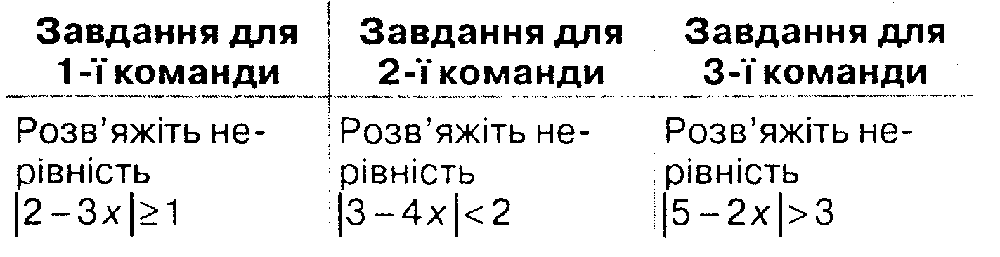 Завдання для
1-ї команди
Завдання для
2-ї команди
Завдання для
3-ї команди
Розв’яжіть не-
рівність
|2 – 3x| ≥ 1
Розв’яжіть не-
рівність
|3 – 4x| < 2
Розв’яжіть не-
рівність
|5 – 2x| > 3